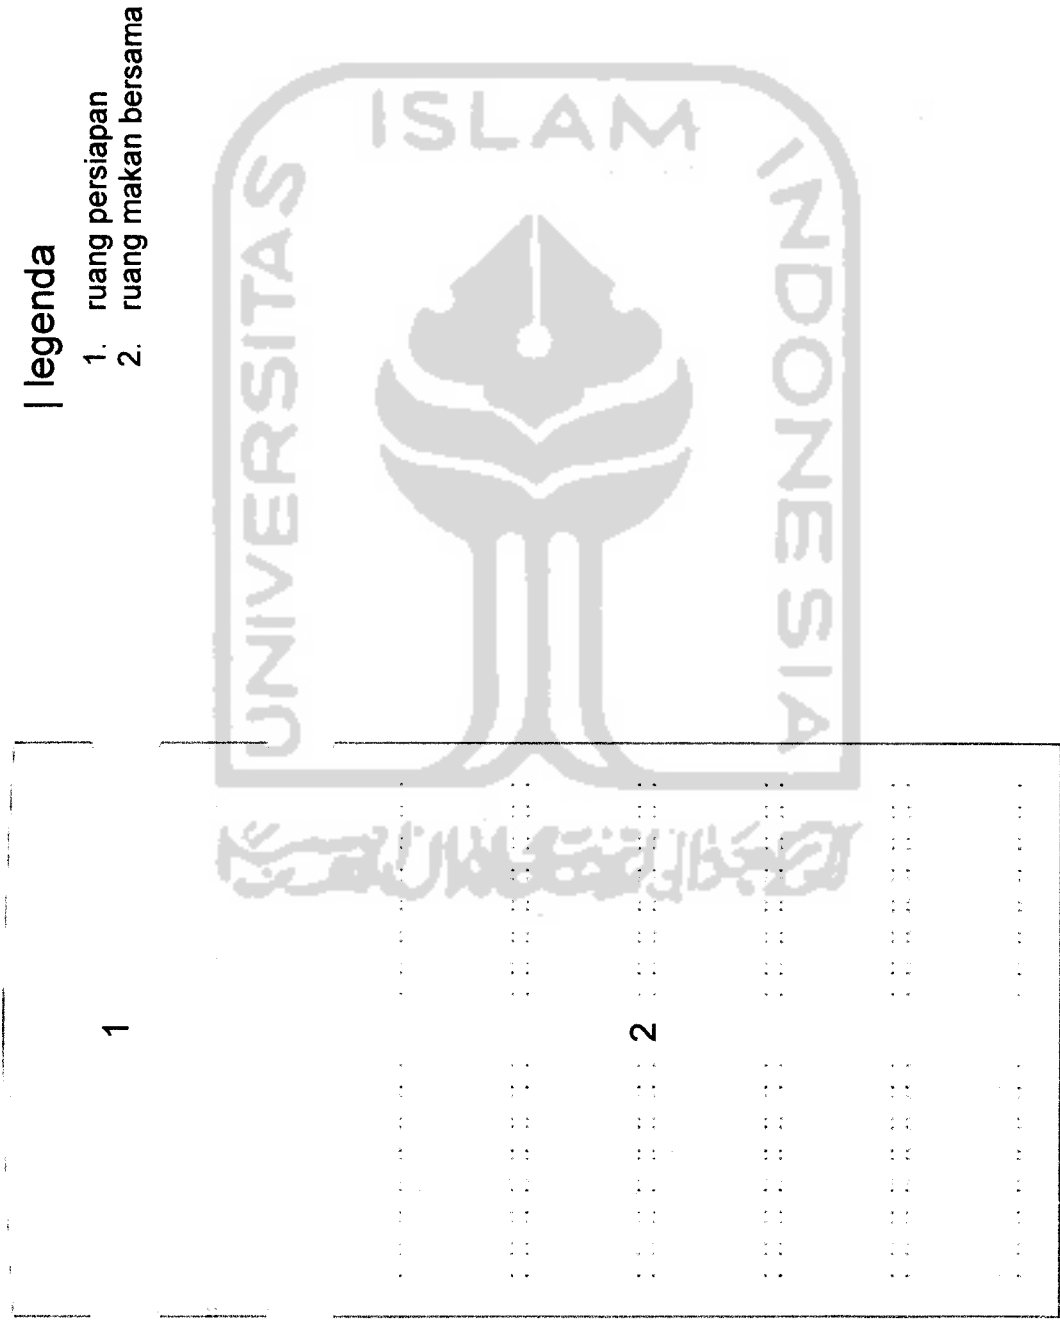 | legenda
1. ruang persiapan
2. ruang makan bersama
1
2
UNIVERSITAS
ISLAM
INDONESIA